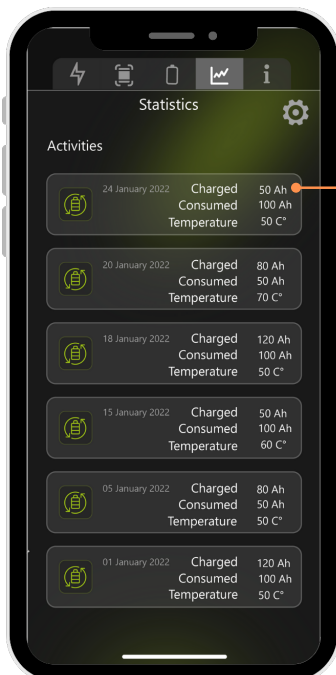 Statistics
Activities
24 January 2022 Charged 50 Ah
Consumed 100 Ah
Temperature 50 C°
20 January 2022 Charged 80 Ah
Consumed 50 Ah
Temperature 70 C°
18 January 2022 Charged 120 Ah
Consumed 100 Ah
Temperature 50 C°
15 January 2022 Charged 50 Ah
Consumed 100 Ah
Temperature 60 C°
05 January 2022 Charged 80 Ah
Consumed 50 Ah
Temperature 50 C°
01 January 2022 Charged 120 Ah
Consumed 100 Ah
Temperature 50 C°